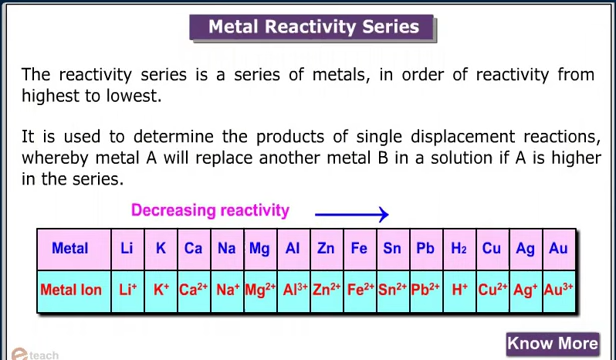 Metal Reactivity Series
The reactivity series is a series of metals, in order of reactivity from
highest to lowest.
It is used to determine the products of single displacement reactions,
whereby metal A will replace another metal B in a solution if A is higher
in the series.
Decreasing reactivity
Metal Li K Ca Na Mg Al Zn Fe Sn Pb H₂ Cu Ag Au
Metal Ion Li⁺ K⁺ Ca²⁺ Na⁺ Mg²⁺ Al³⁺ Zn²⁺ Fe²⁺ Sn²⁺ Pb²⁺ H⁺ Cu²⁺ Ag⁺ Au³⁺
Know More
eteach